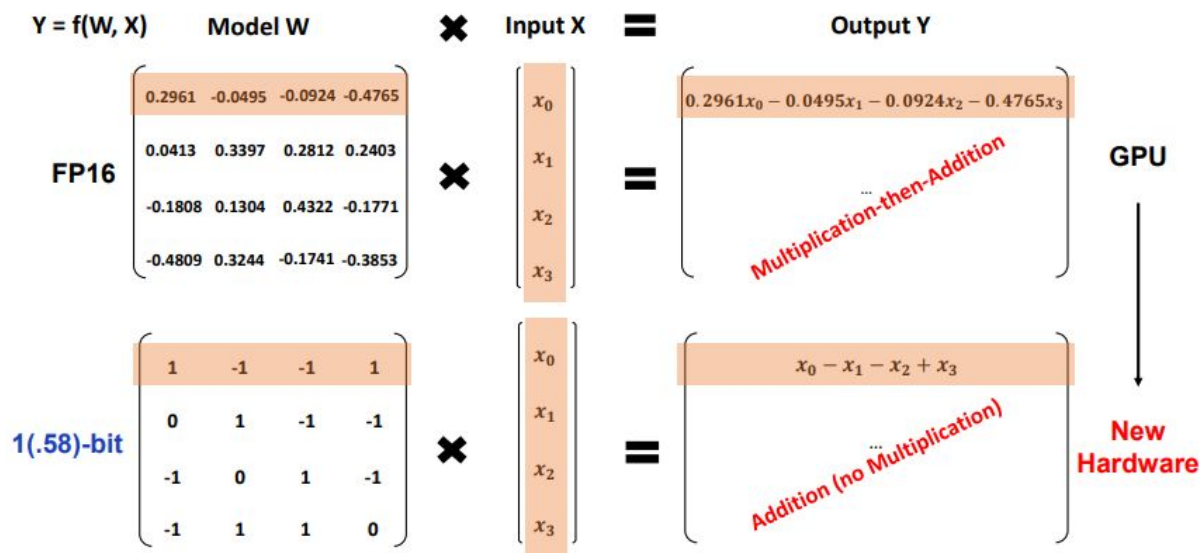 Y = f(W, X) Model W ✖ Input X = Output Y
0.2961 -0.0495 -0.0924 -0.4765
0.0413 0.3397 0.2812 0.2403
-0.1808 0.1304 0.4322 -0.1771
-0.4809 0.3244 -0.1741 -0.3853
FP16
✖
x₀
x₁
x₂
x₃
=
0.2961x₀ − 0.0495x₁ − 0.0924x₂ − 0.4765x₃
...
Multiplication-then-Addition
GPU
1 -1 -1 1
0 1 -1 -1
-1 0 1 -1
-1 1 1 0
1(.58)-bit
✖
x₀
x₁
x₂
x₃
=
x₀ − x₁ − x₂ + x₃
...
Addition (no Multiplication)
New
Hardware